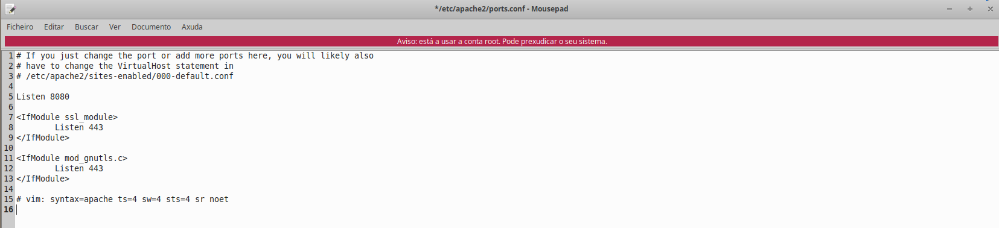 */etc/apache2/ports.conf - Mousepad
Ficheiro Editar Buscar Ver Documento Axuda
Aviso: está a usar a conta root. Pode prexudicar o seu sistema.
1 # If you just change the port or add more ports here, you will likely also
2 # have to change the VirtualHost statement in
3 # /etc/apache2/sites-enabled/000-default.conf
4
5 Listen 8080
6
7 <IfModule ssl_module>
8         Listen 443
9 </IfModule>
10
11 <IfModule mod_gnutls.c>
12         Listen 443
13 </IfModule>
14
15 # vim: syntax=apache ts=4 sw=4 sts=4 sr noet
16